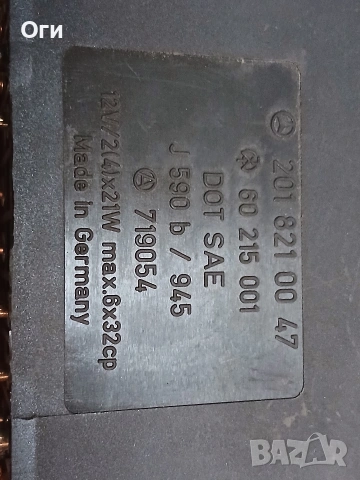 Оги
201 821 00 47
60 215 001
DOT SAE
J 590 b / 945
719054
12V//2(4)x21W max.6x32cp
Made in Germany
BAZAR